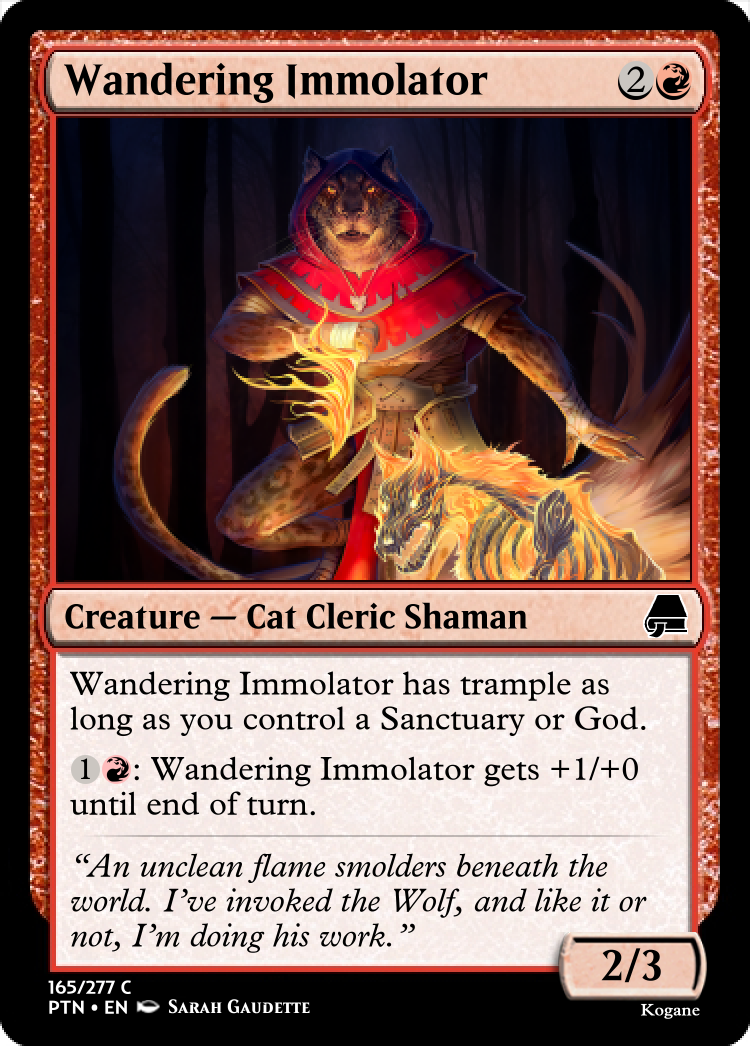 Wandering Immolator
2
Creature — Cat Cleric Shaman
Wandering Immolator has trample as
long as you control a Sanctuary or God.
1 : Wandering Immolator gets +1/+0
until end of turn.
“An unclean flame smolders beneath the
world. I’ve invoked the Wolf, and like it or
not, I’m doing his work.”
2/3
165/277 C
PTN • EN Sarah Gaudette
Kogane